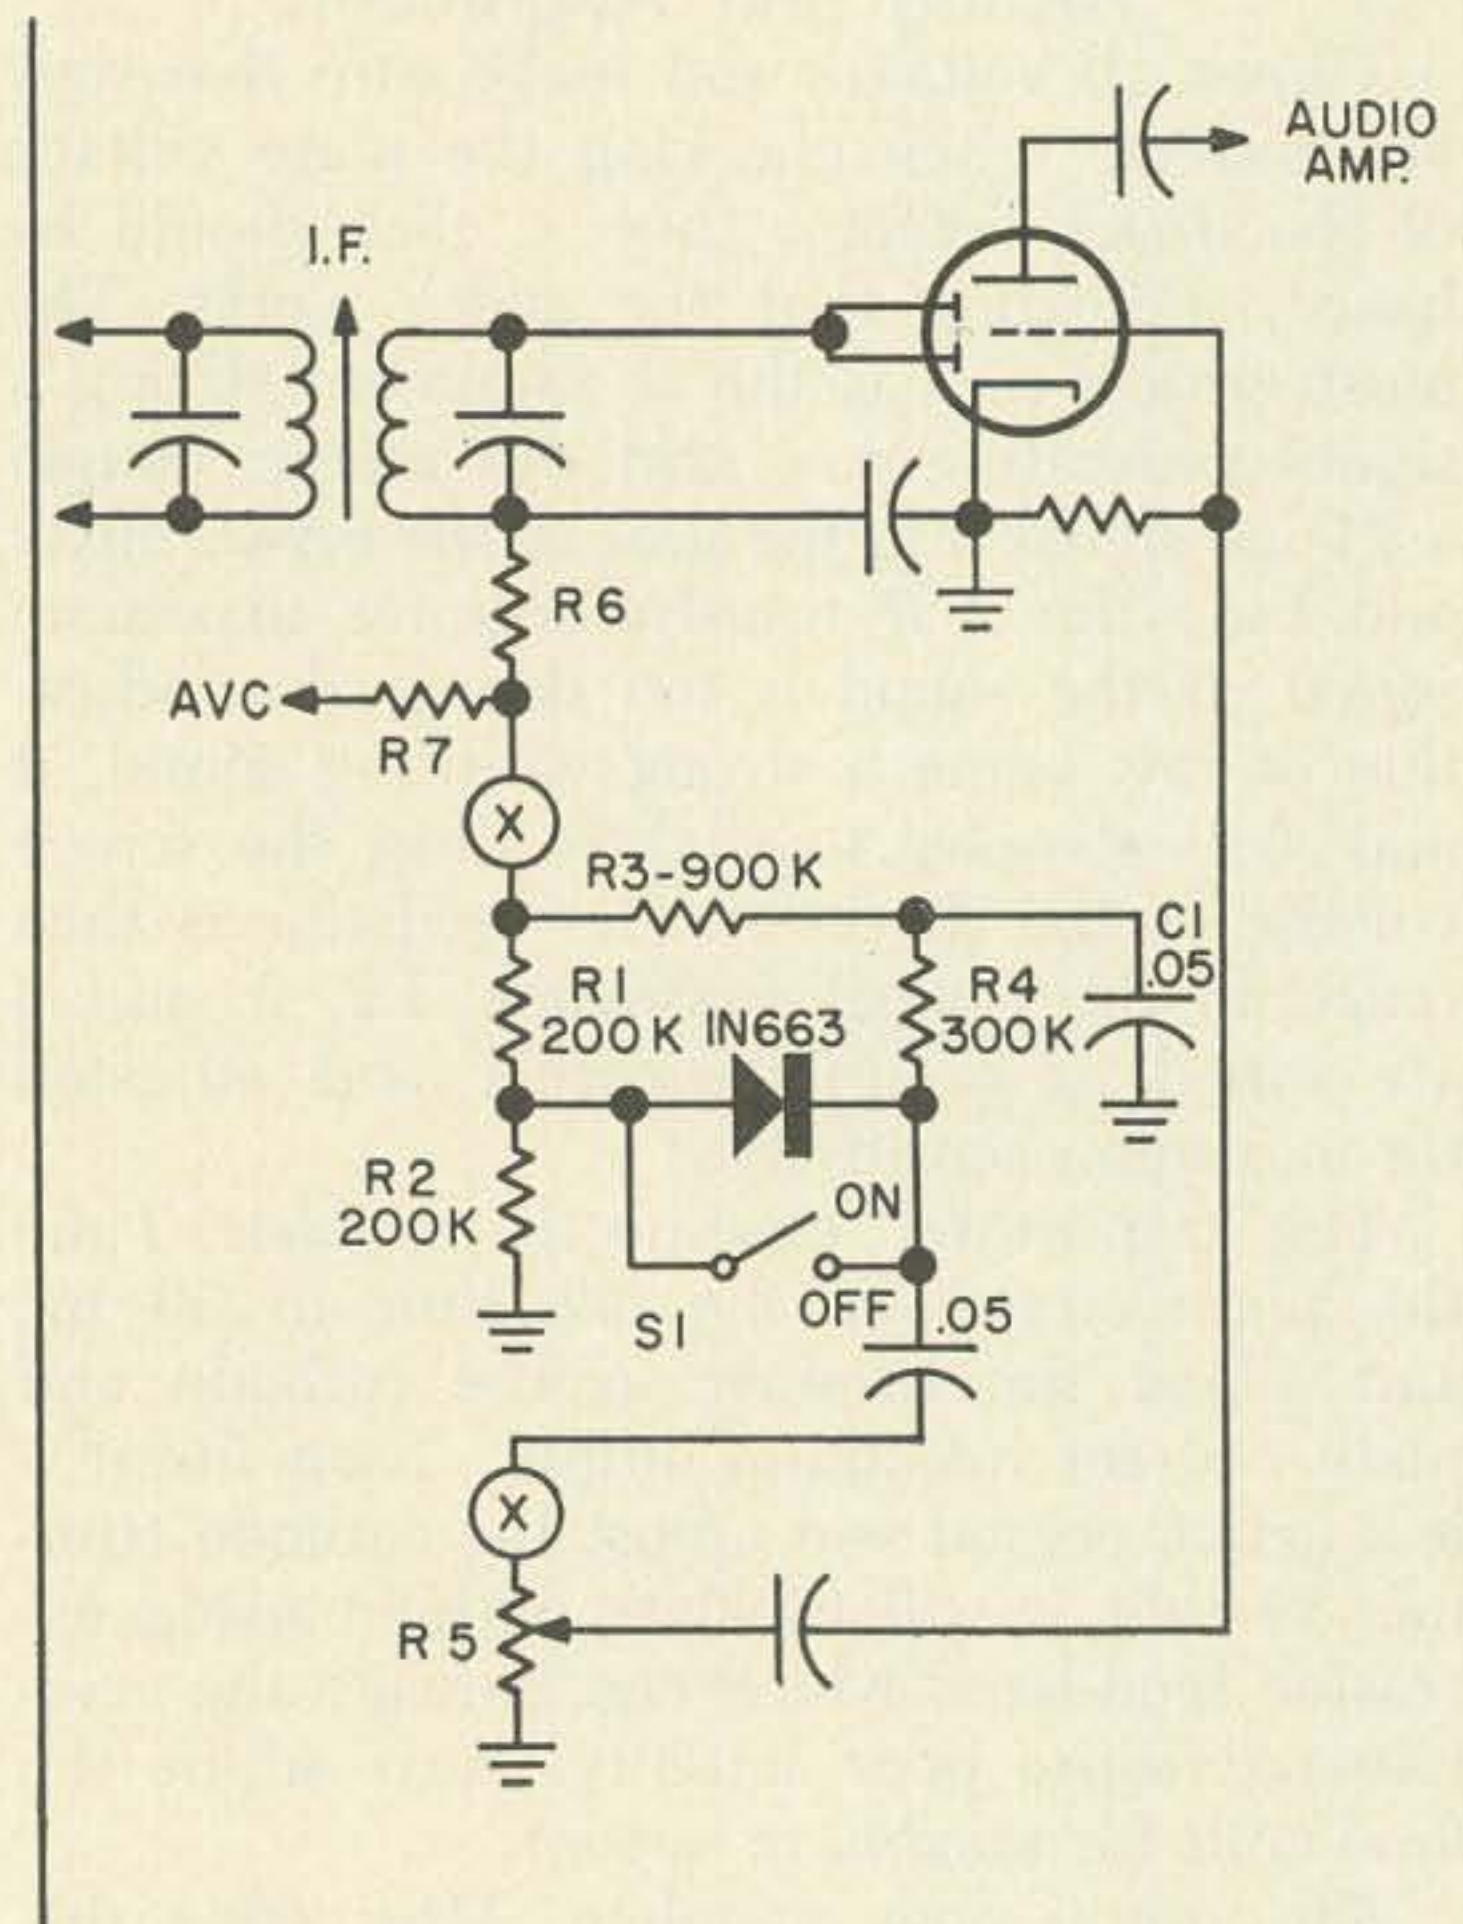 AUDIO
AMP.
I.F.
R6
AVC
R7
X
R3-900K
C1
.05
R1
200K
IN663
R4
300K
R2
200K
ON
OFF
S1
.05
X
R5